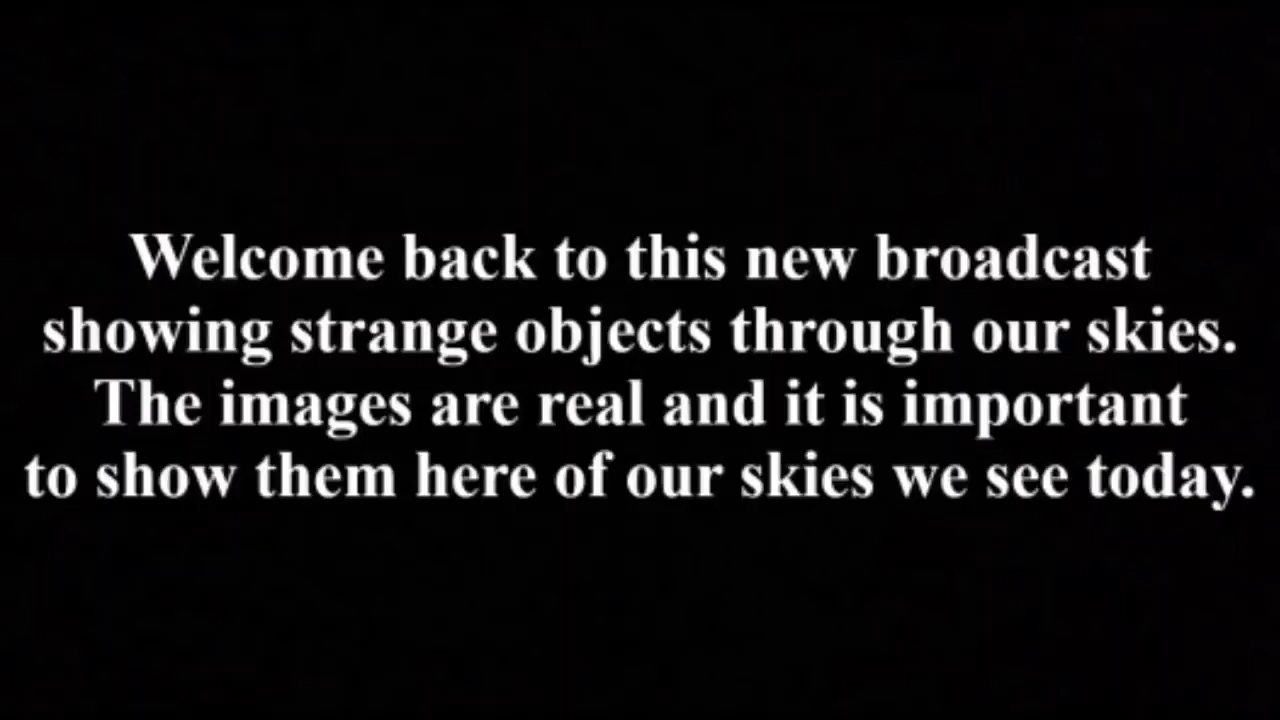 Welcome back to this new broadcast
showing strange objects through our skies.
The images are real and it is important
to show them here of our skies we see today.